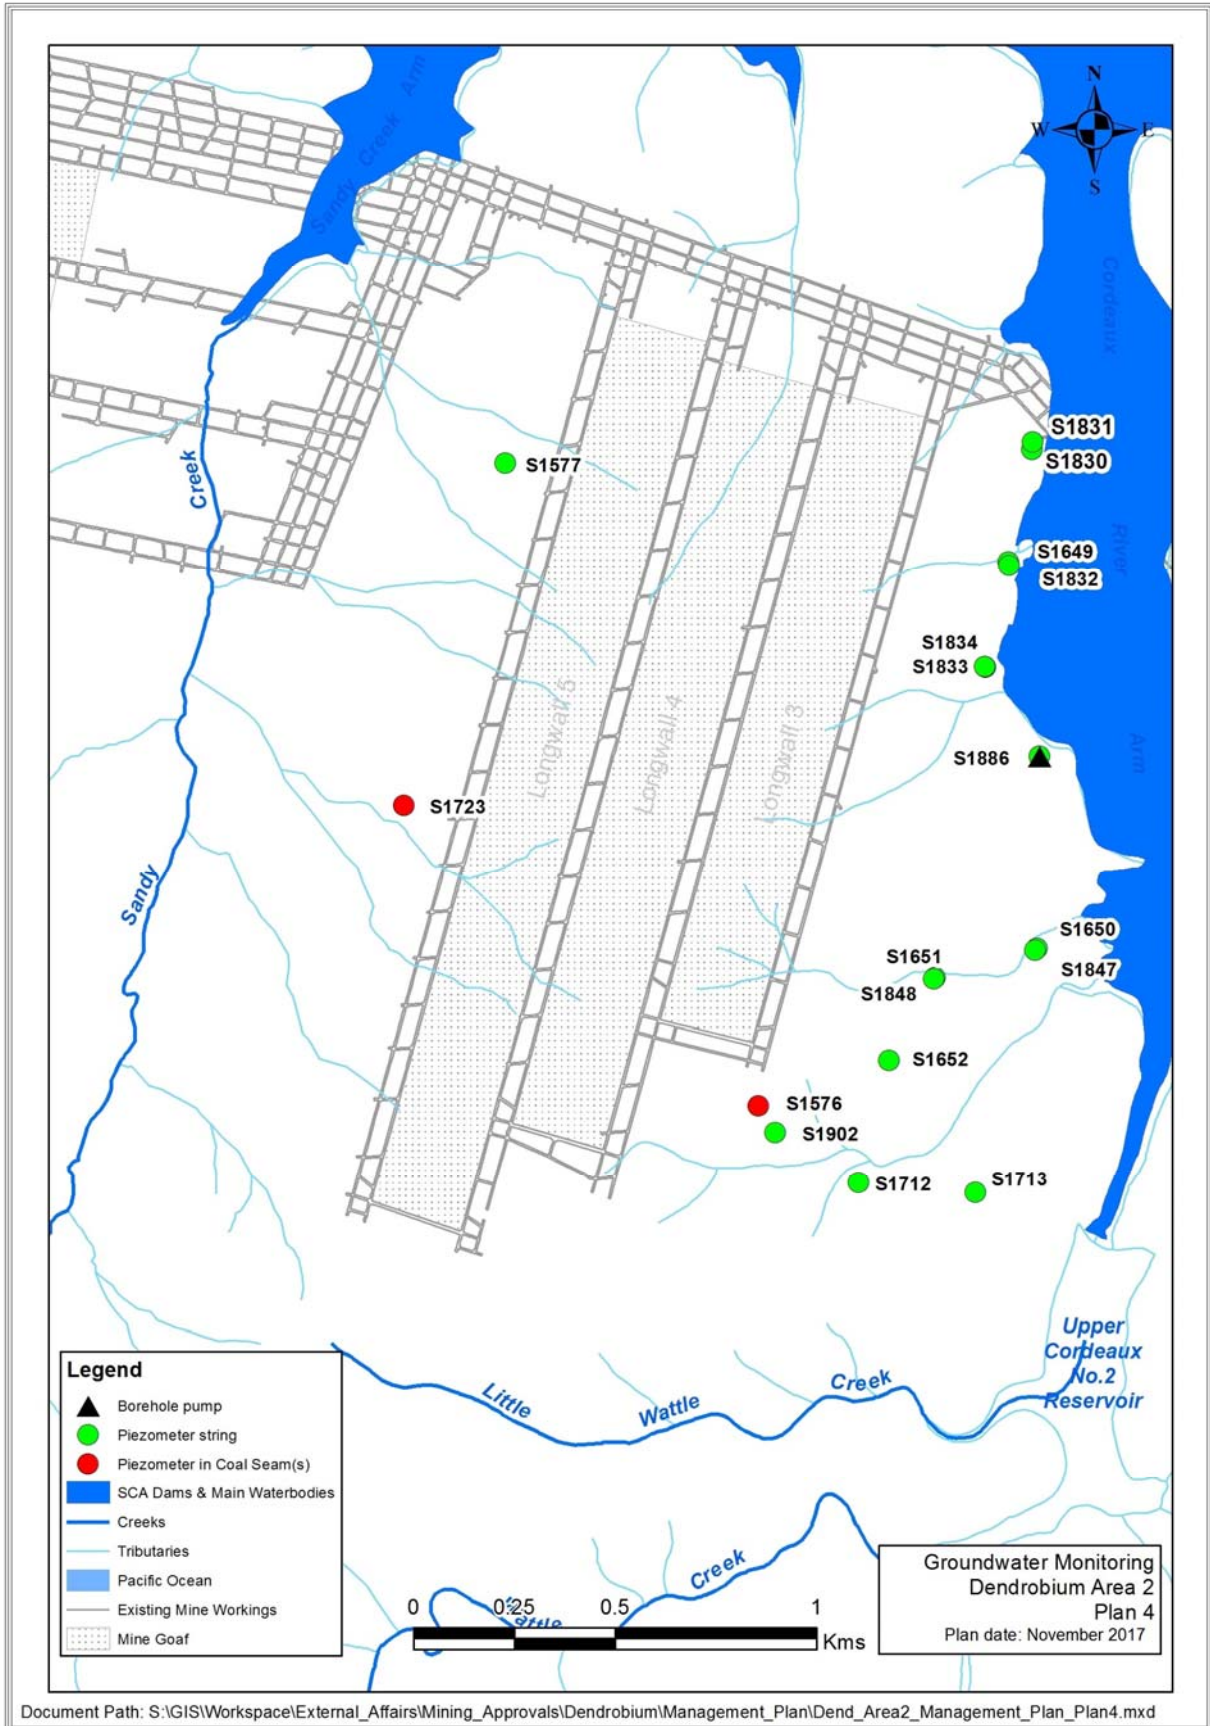 N
W
E
S
Sandy Creek Arm
Cordeaux
River
Arm
S1831
S1830
S1577
Creek
S1649
S1832
S1834
S1833
Longwall 5
Longwall 4
Longwall 3
S1886
S1723
Sandy
S1650
S1651
S1847
S1848
S1652
S1576
S1902
S1712
S1713
Upper
Cordeaux
No.2
Reservoir
Little
Wattle
Creek
Legend
Borehole pump
Piezometer string
Piezometer in Coal Seam(s)
SCA Dams & Main Waterbodies
Creeks
Tributaries
Pacific Ocean
Existing Mine Workings
Mine Goaf
Creek
Wattle
0 0.25 0.5 1
Kms
Groundwater Monitoring
Dendrobium Area 2
Plan 4
Plan date: November 2017
Document Path: S:\GIS\Workspace\External_Affairs\Mining_Approvals\Dendrobium\Management_Plan\Dend_Area2_Management_Plan_Plan4.mxd